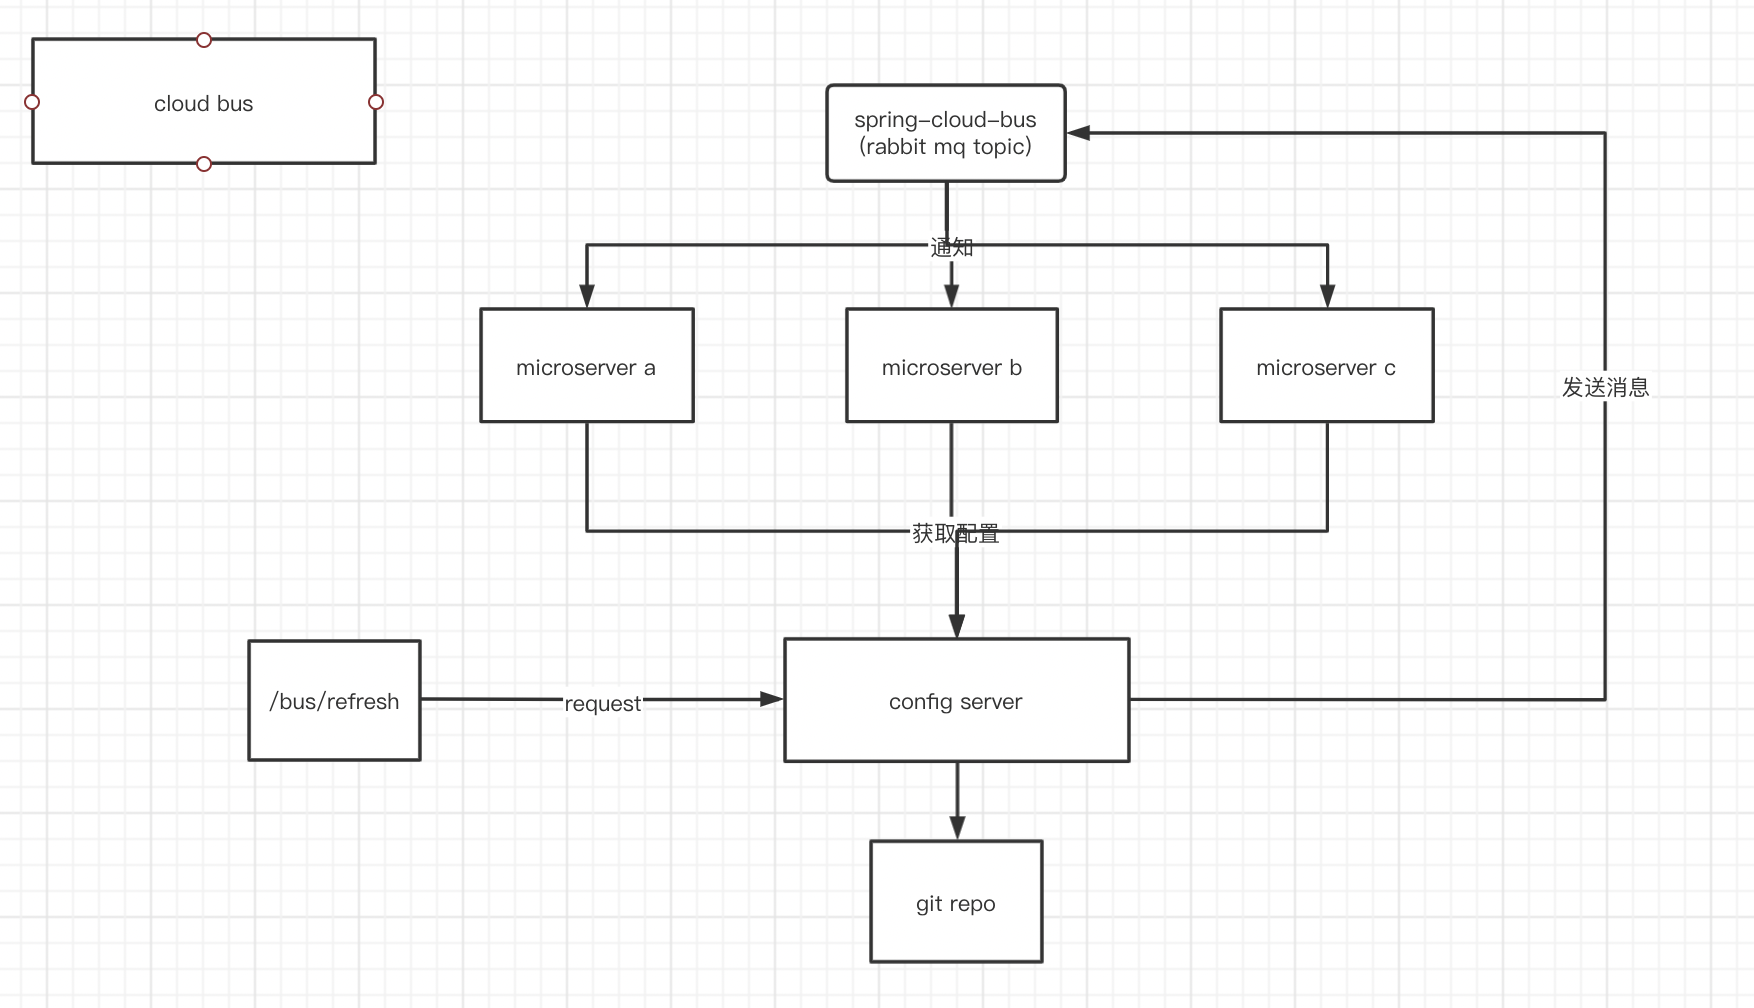 cloud bus
spring-cloud-bus
(rabbit mq topic)
通知
microserver a
microserver b
microserver c
发送消息
获取配置
/bus/refresh
request
config server
git repo